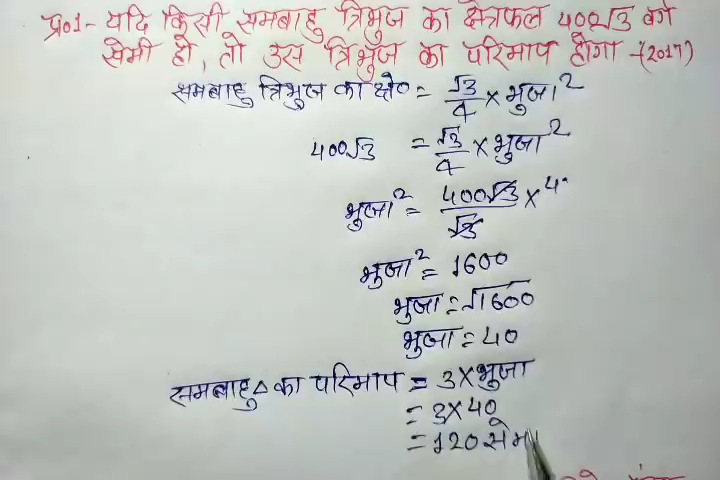 प्र०1- यदि किसी समबाहु त्रिभुज का क्षेत्रफल 400√3 वर्ग
सेमी हो, तो उस त्रिभुज का परिमाप होगा -(2017)
समबाहु त्रिभुज का क्षे० = √3/4 × भुजा²
400√3 = √3/4 × भुजा²
भुजा² = 400√3/√3 × 4
भुजा² = 1600
भुजा = √1600
भुजा = 40
समबाहु △ का परिमाप = 3×भुजा
= 3×40
= 120 सेमी